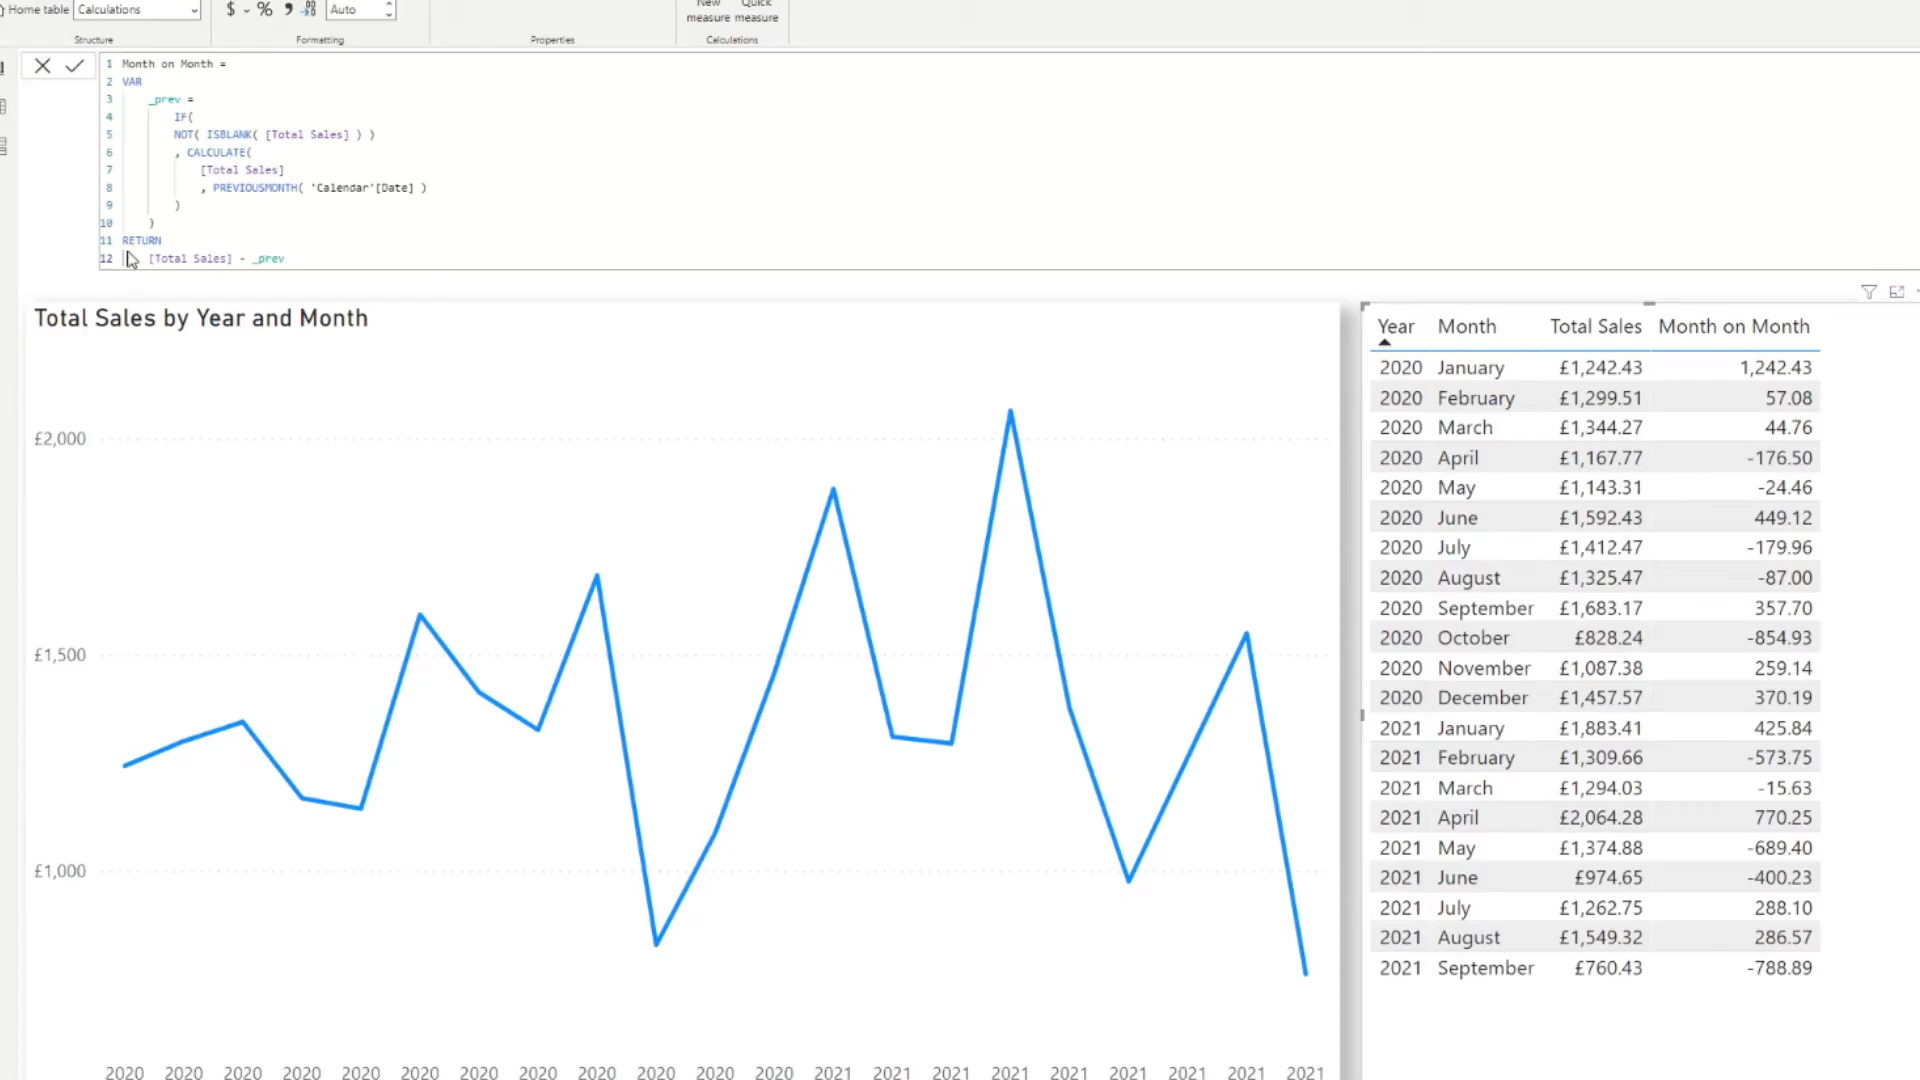 Home table Calculations
$ % Auto
New
measure
Quick
measure
Structure
Formatting
Properties
Calculations
1 Month on Month =
2 VAR
3 _prev =
4 IF(
5 NOT( ISBLANK( [Total Sales] ) )
6 , CALCULATE(
7 [Total Sales]
8 , PREVIOUSMONTH( 'Calendar'[Date] )
9 )
10 )
11 RETURN
12 [Total Sales] - _prev
Total Sales by Year and Month
£2,000
£1,500
£1,000
2020 2020 2020 2020 2020 2020 2020 2020 2020 2020 2020 2020 2021 2021 2021 2021 2021 2021 2021 2021 2021
Year Month Total Sales Month on Month
2020 January £1,242.43 1,242.43
2020 February £1,299.51 57.08
2020 March £1,344.27 44.76
2020 April £1,167.77 -176.50
2020 May £1,143.31 -24.46
2020 June £1,592.43 449.12
2020 July £1,412.47 -179.96
2020 August £1,325.47 -87.00
2020 September £1,683.17 357.70
2020 October £828.24 -854.93
2020 November £1,087.38 259.14
2020 December £1,457.57 370.19
2021 January £1,883.41 425.84
2021 February £1,309.66 -573.75
2021 March £1,294.03 -15.63
2021 April £2,064.28 770.25
2021 May £1,374.88 -689.40
2021 June £974.65 -400.23
2021 July £1,262.75 288.10
2021 August £1,549.32 286.57
2021 September £760.43 -788.89